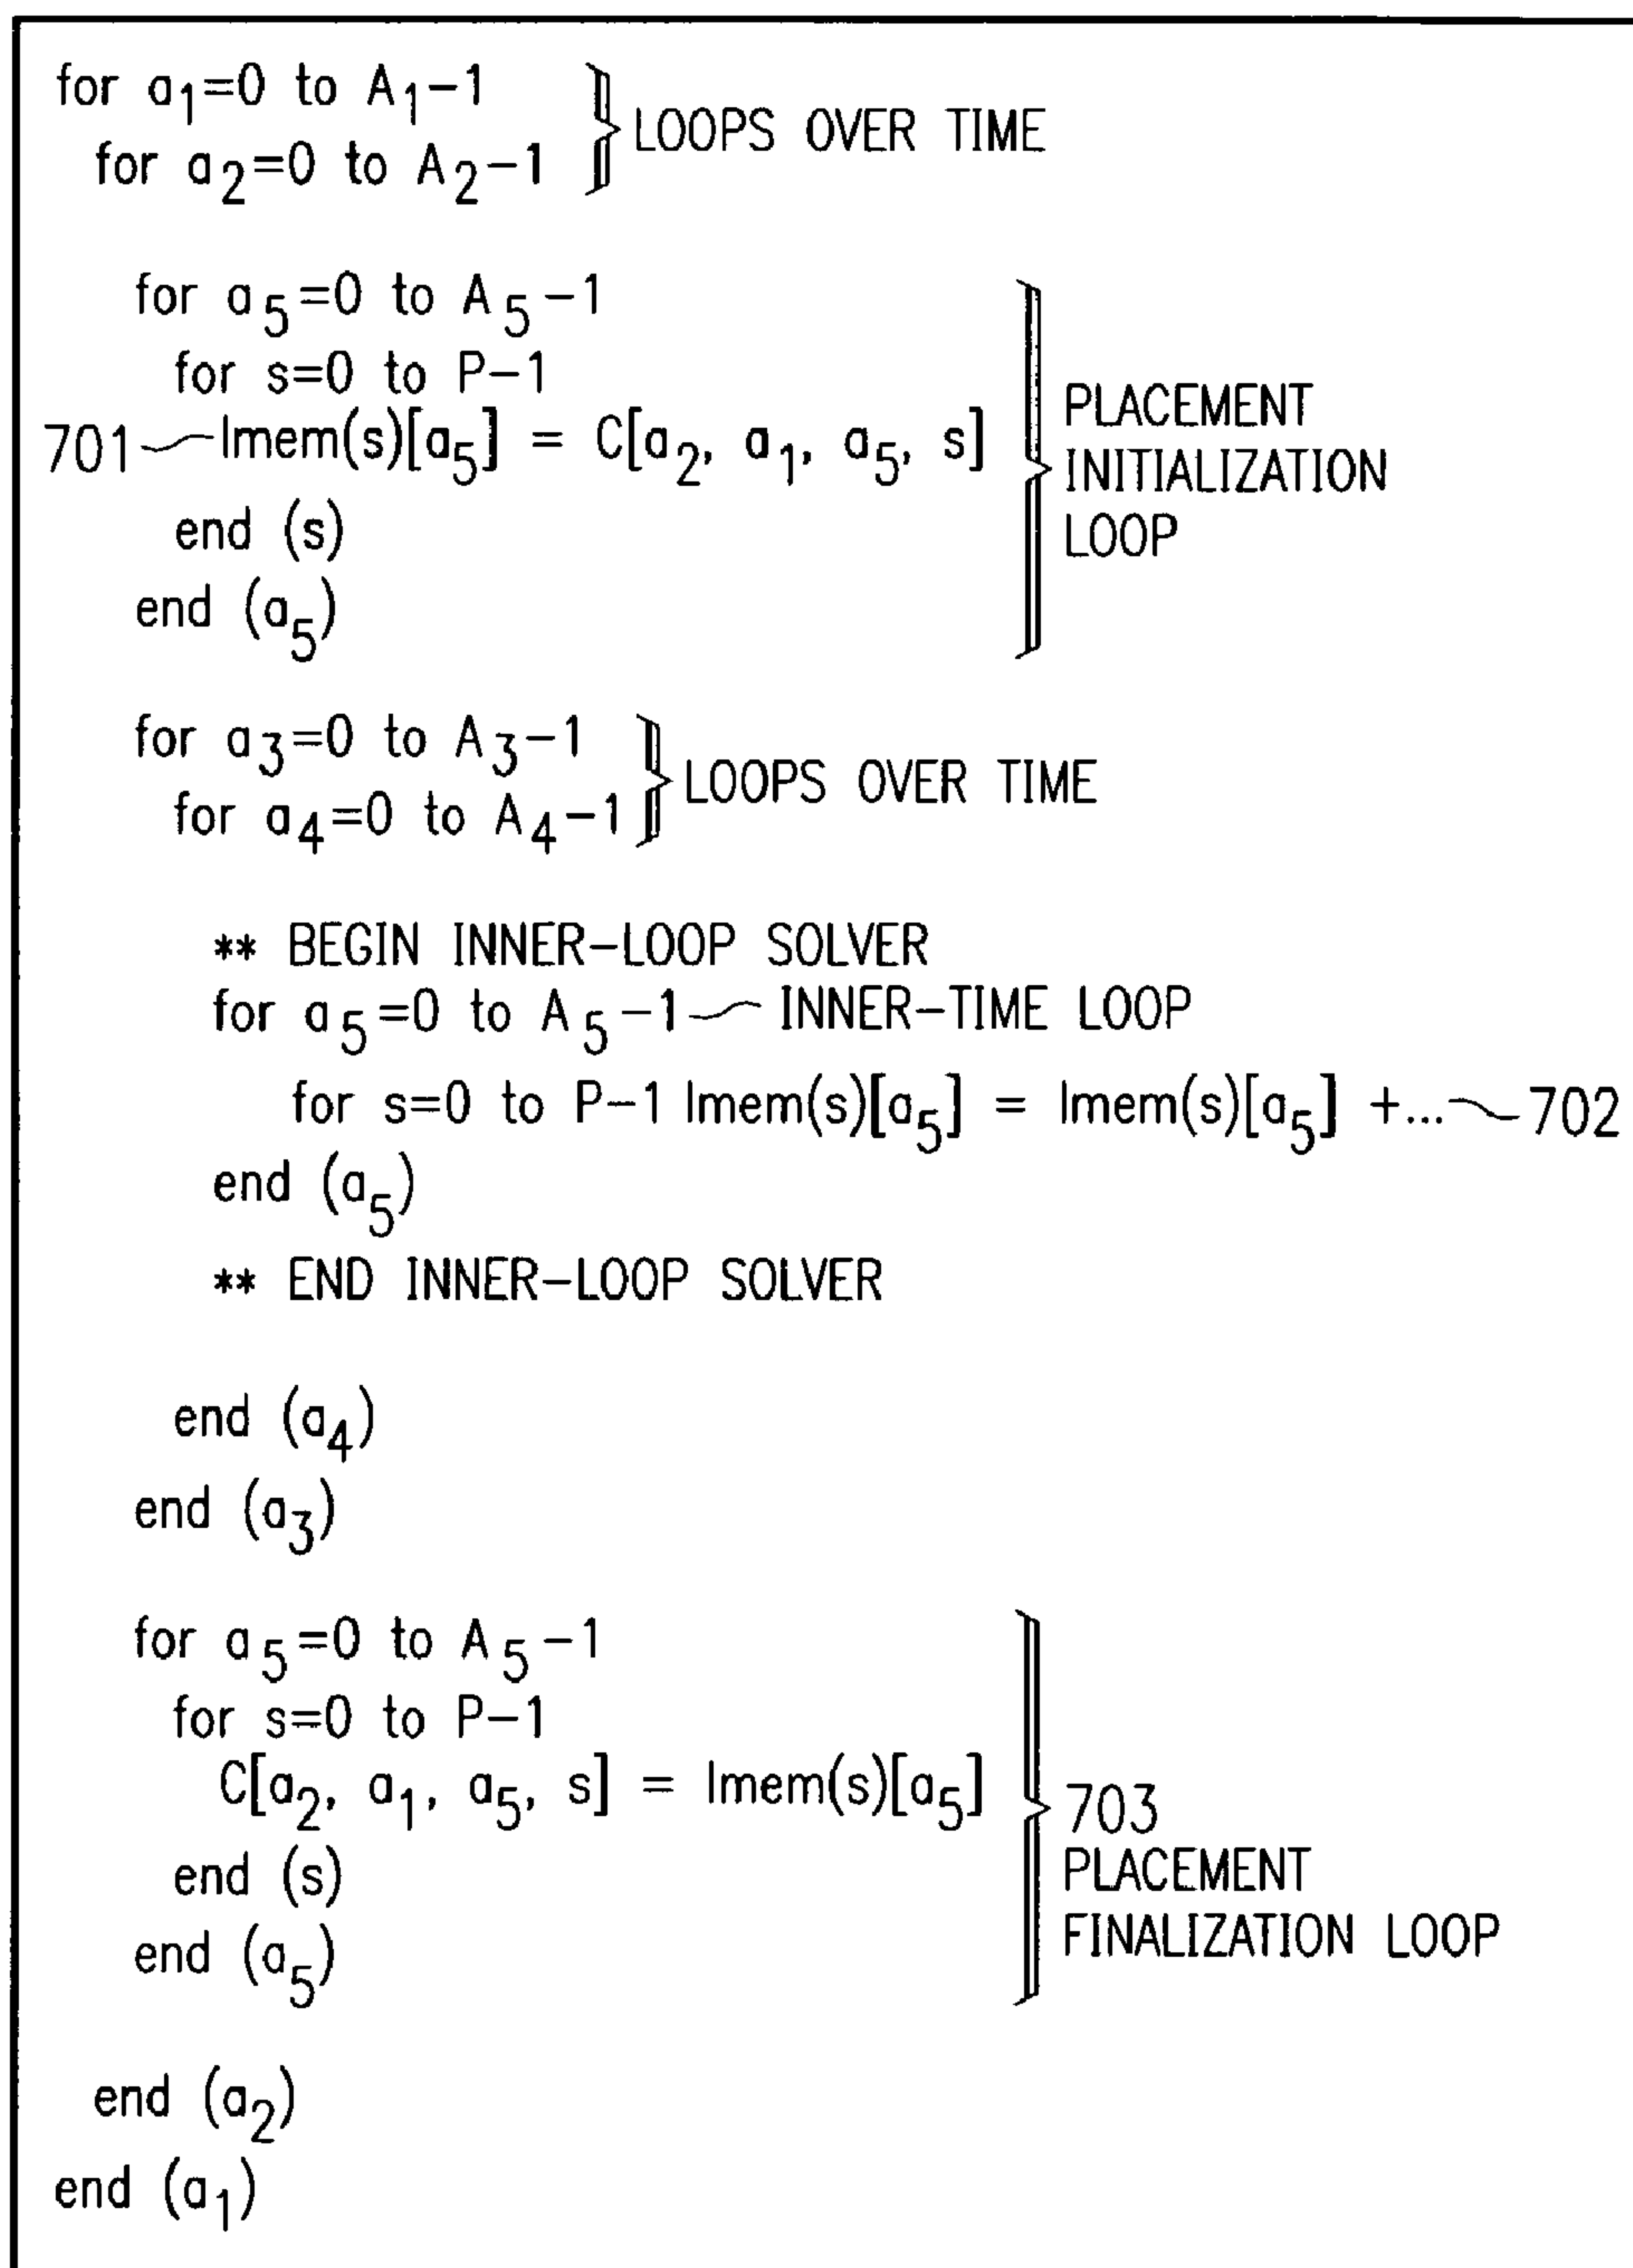 for a1=0 to A1-1
for a2=0 to A2-1
LOOPS OVER TIME
for a5=0 to A5-1
for s=0 to P-1
701 lmem(s)[a5] = C[a2, a1, a5, s]
end (s)
end (a5)
PLACEMENT
INITIALIZATION
LOOP
for a3=0 to A3-1
for a4=0 to A4-1
LOOPS OVER TIME
** BEGIN INNER-LOOP SOLVER
for a5=0 to A5-1 INNER-TIME LOOP
for s=0 to P-1 lmem(s)[a5] = lmem(s)[a5] +... 702
end (a5)
** END INNER-LOOP SOLVER
end (a4)
end (a3)
for a5=0 to A5-1
for s=0 to P-1
C[a2, a1, a5, s] = lmem(s)[a5]
end (s)
end (a5)
703
PLACEMENT
FINALIZATION LOOP
end (a2)
end (a1)